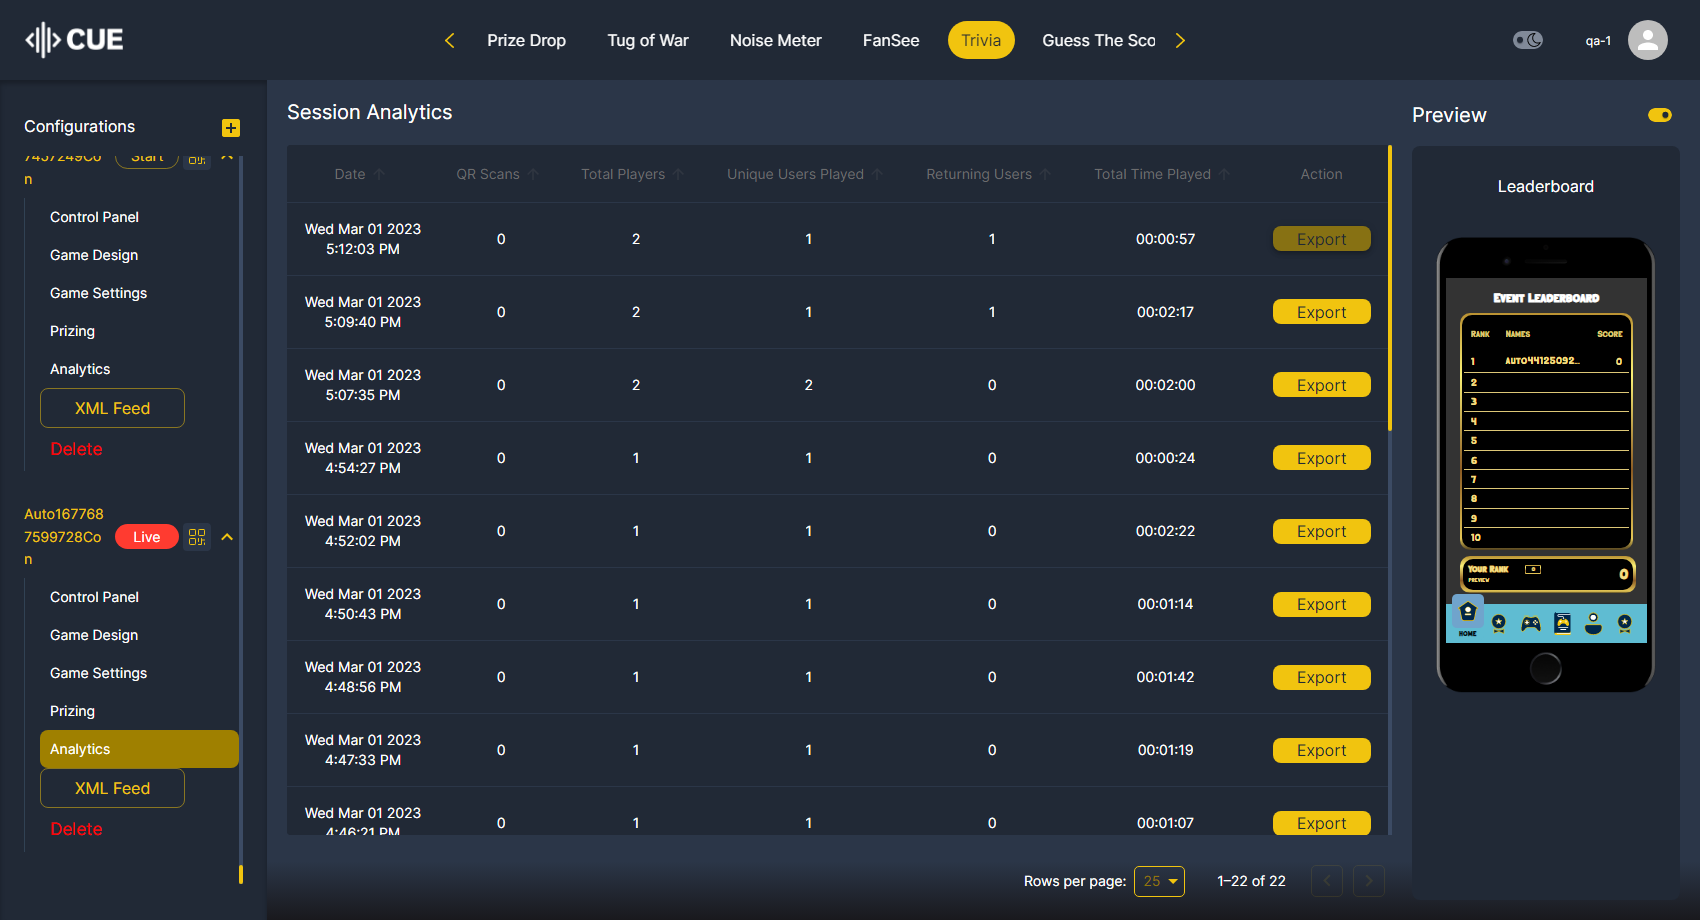 CUE
Prize Drop
Tug of War
Noise Meter
FanSee
Trivia
Guess The Sco
qa-1
Configurations
7457249Co
n
Start
Control Panel
Game Design
Game Settings
Prizing
Analytics
XML Feed
Delete
Auto167768
7599728Co
n
Live
Control Panel
Game Design
Game Settings
Prizing
Analytics
XML Feed
Delete
Session Analytics
Date QR Scans Total Players Unique Users Played Returning Users Total Time Played Action
Wed Mar 01 2023
5:12:03 PM 0 2 1 1 00:00:57 Export
Wed Mar 01 2023
5:09:40 PM 0 2 1 1 00:02:17 Export
Wed Mar 01 2023
5:07:35 PM 0 2 2 0 00:02:00 Export
Wed Mar 01 2023
4:54:27 PM 0 1 1 0 00:00:24 Export
Wed Mar 01 2023
4:52:02 PM 0 1 1 0 00:02:22 Export
Wed Mar 01 2023
4:50:43 PM 0 1 1 0 00:01:14 Export
Wed Mar 01 2023
4:48:56 PM 0 1 1 0 00:01:42 Export
Wed Mar 01 2023
4:47:33 PM 0 1 1 0 00:01:19 Export
Wed Mar 01 2023
4:46:21 PM 0 1 1 0 00:01:07 Export
Rows per page: 25 1–22 of 22
Preview
Leaderboard
Event Leaderboard
Rank Names Score
1 AUTO44125092... 0
2
3
4
5
6
7
8
9
10
Your Rank 0
PREVIEW
0
HOME